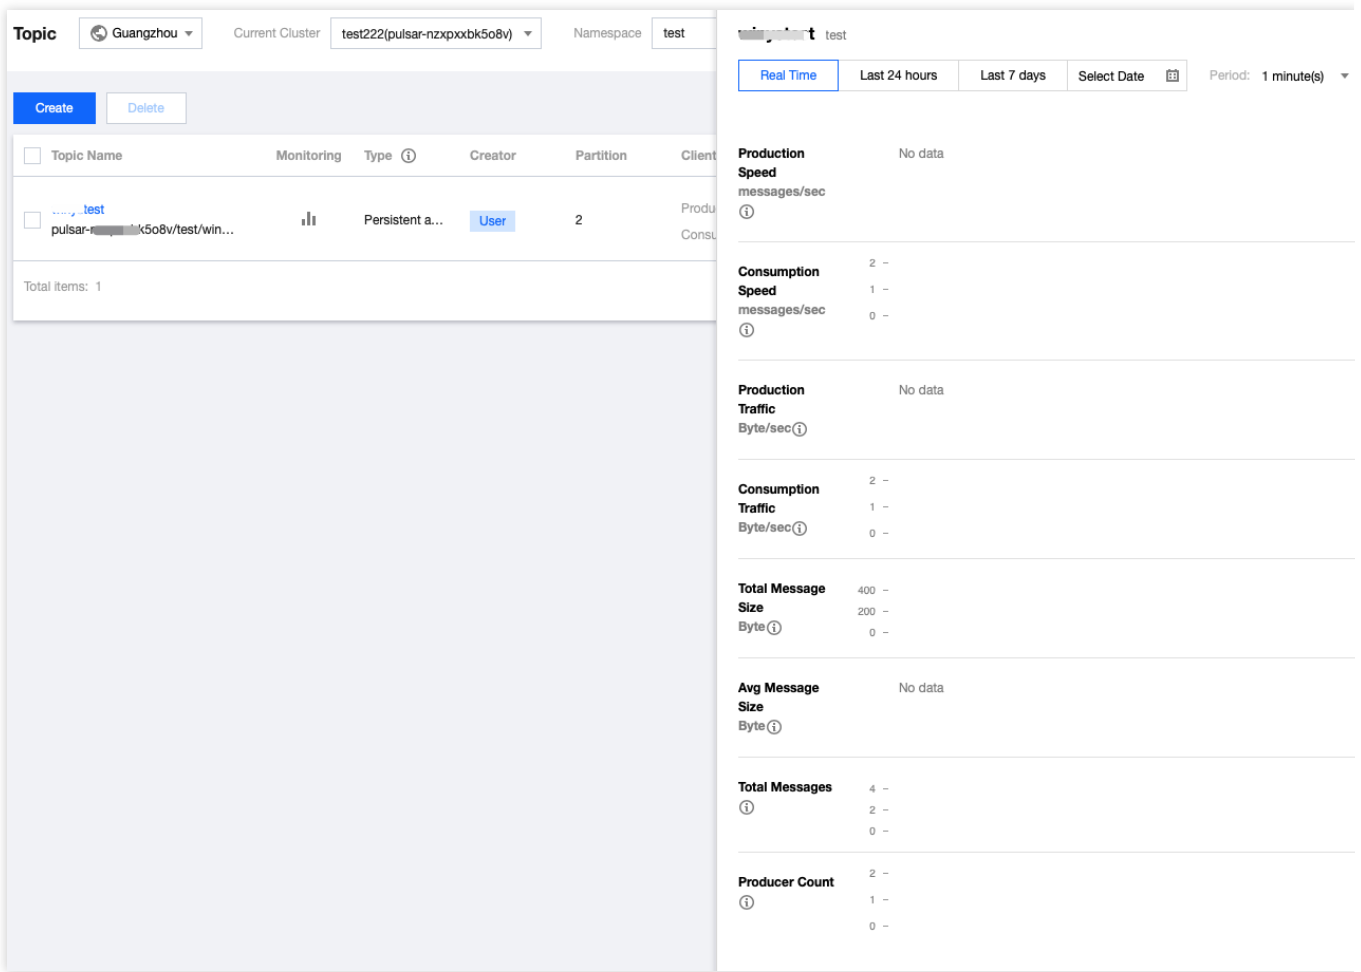 Topic Guangzhou Current Cluster test222(pulsar-nzxpxxbk5o8v) Namespace test
Create Delete
Topic Name Monitoring Type Creator Partition Client
test
Persistent a... User 2
pulsar- k5o8v/test/win...
Produ
Consu
Total items: 1
test
Real Time Last 24 hours Last 7 days Select Date Period: 1 minute(s)
Production
Speed
messages/sec
No data
Consumption
Speed
messages/sec
2
1
0
Production
Traffic
Byte/sec
No data
Consumption
Traffic
Byte/sec
2
1
0
Total Message
Size
Byte
400
200
0
Avg Message
Size
Byte
No data
Total Messages
4
2
0
Producer Count
2
1
0